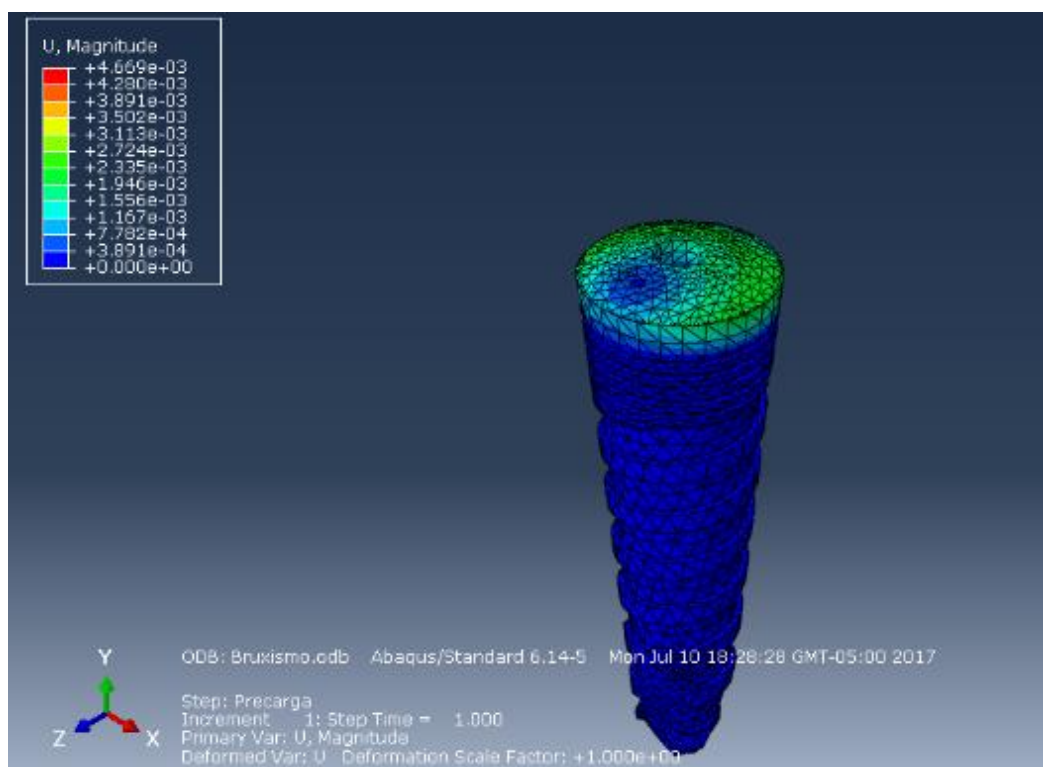 U, Magnitude
+4.669e-03
+4.280e-03
+3.891e-03
+3.502e-03
+3.113e-03
+2.724e-03
+2.335e-03
+1.946e-03
+1.556e-03
+1.167e-03
+7.782e-04
+3.891e-04
+0.000e+00
Y
Z
X
ODB: Bruxismo.odb Abaqus/Standard 6.14-5 Mon Jul 10 18:28:28 GMT-05:00 2017
Step: Precarga
Increment 1: Step Time = 1.000
Primary Var: U, Magnitude
Deformed Var: U Deformation Scale Factor: +1.000e+00